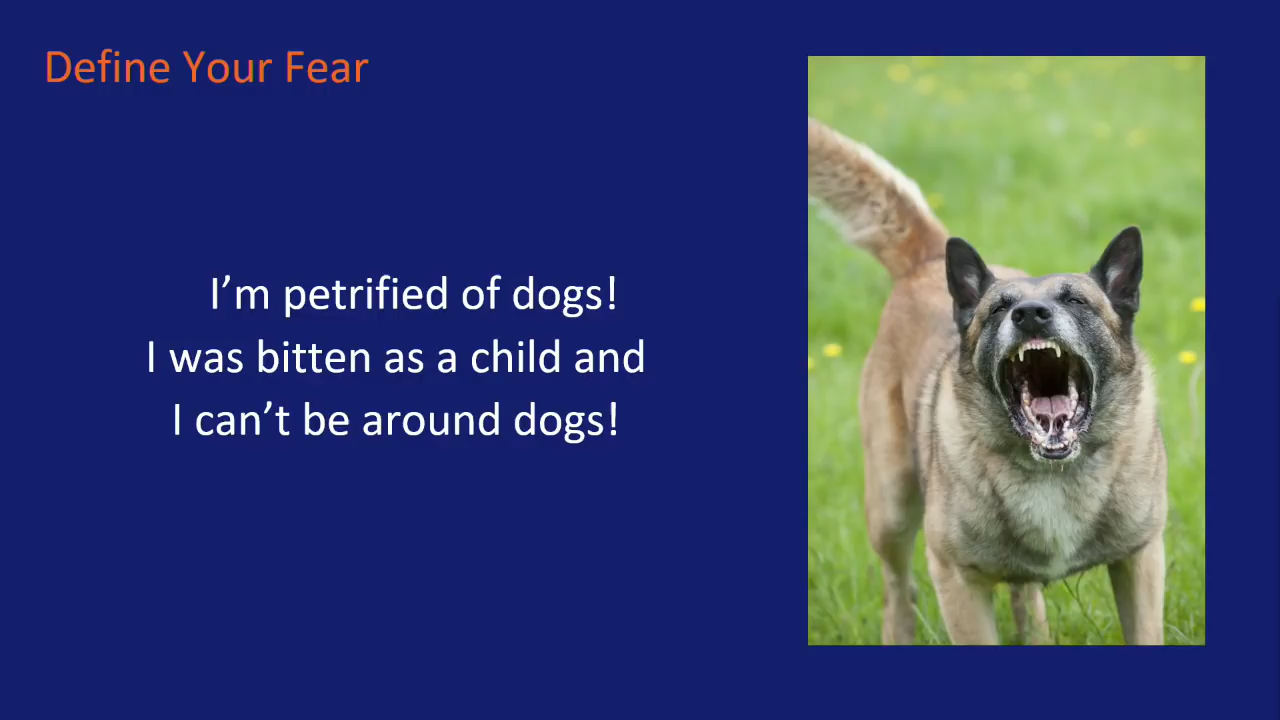 Define Your Fear
I’m petrified of dogs!
I was bitten as a child and
I can’t be around dogs!